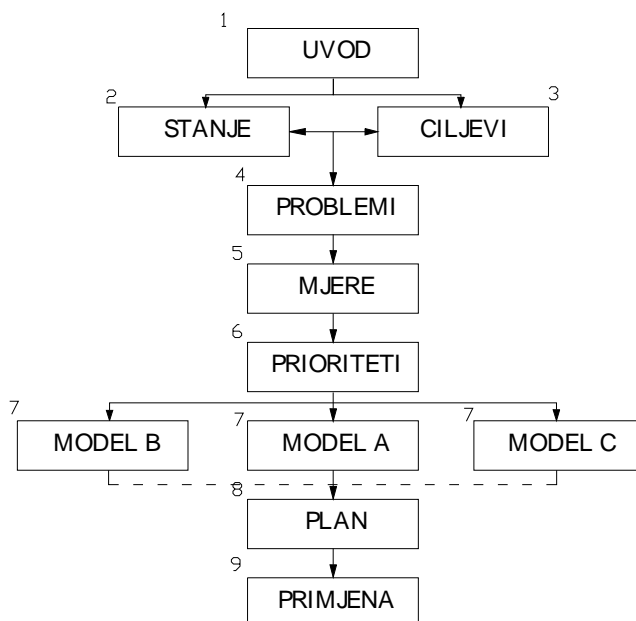 1
UVOD
2
3
STANJE
CILJEVI
4
PROBLEMI
5
MJERE
6
PRIORITETI
7
7
7
MODEL B
MODEL A
MODEL C
8
PLAN
9
PRIMJENA